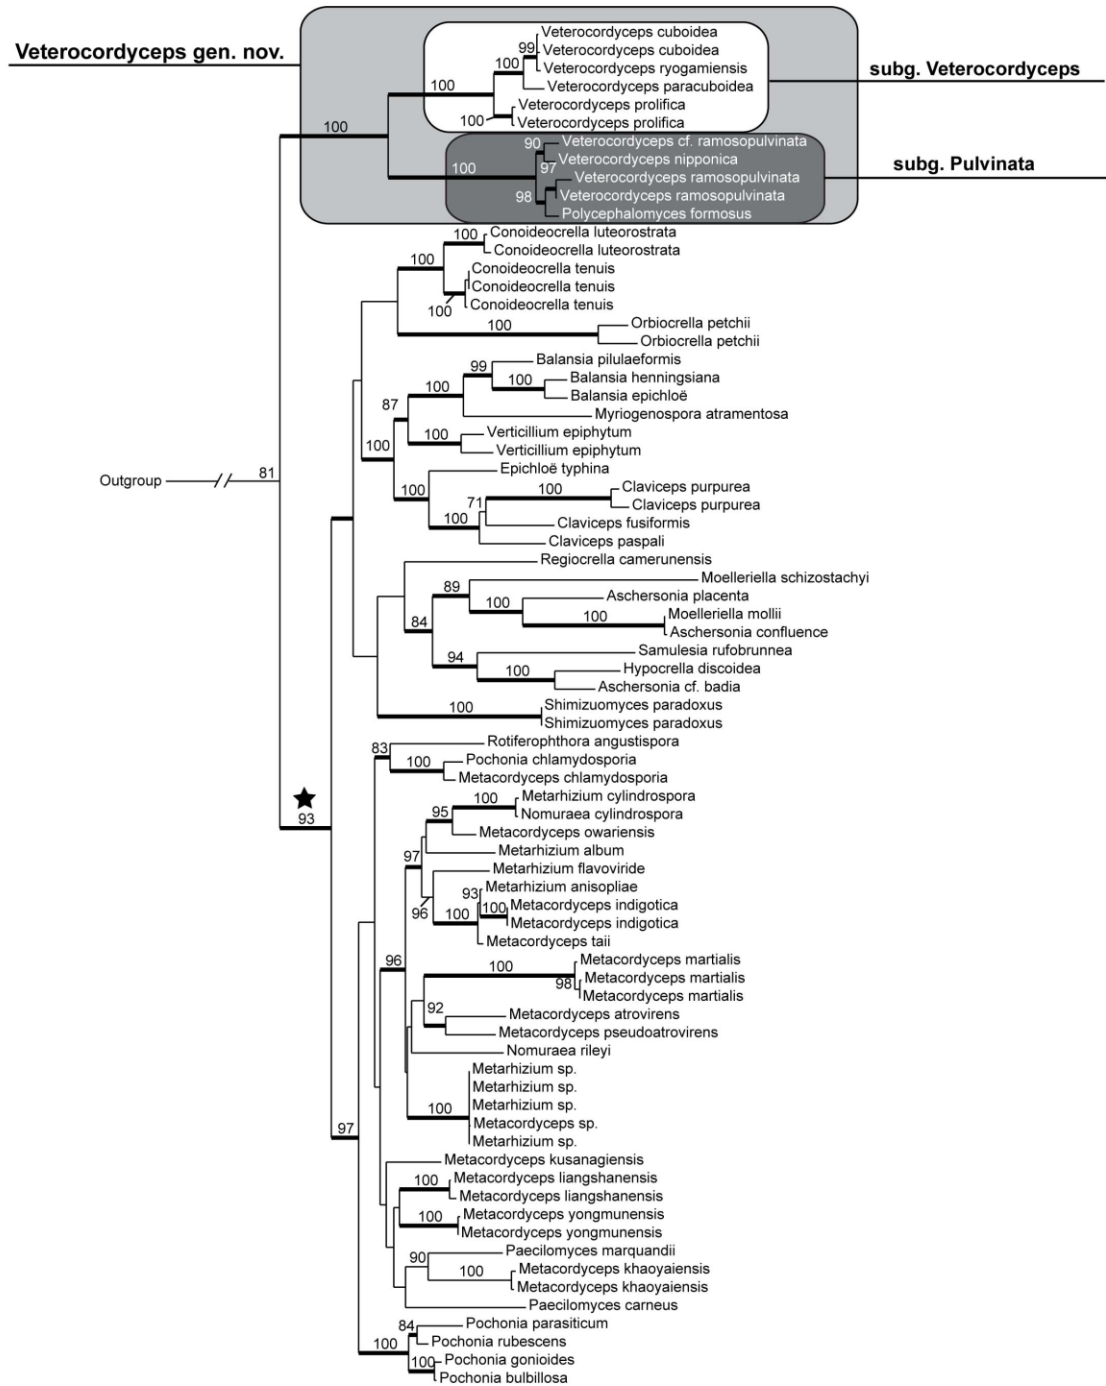 Veterocordyceps gen. nov.
subg. Veterocordyceps
subg. Pulvinata
Outgroup
81
100
100
100
99
100
Veterocordyceps cuboidea
Veterocordyceps cuboidea
Veterocordyceps ryogamiensis
Veterocordyceps paracuboidea
Veterocordyceps prolifica
Veterocordyceps prolifica
100
90
97
98
Veterocordyceps cf. ramosopulvinata
Veterocordyceps nipponica
Veterocordyceps ramosopulvinata
Veterocordyceps ramosopulvinata
Polycephalomyces formosus
100
100
100
Conoideocrella luteorostrata
Conoideocrella luteorostrata
Conoideocrella tenuis
Conoideocrella tenuis
Conoideocrella tenuis
100
Orbiocrella petchii
Orbiocrella petchii
100
87
100
99
100
Balansia pilulaeformis
Balansia henningsiana
Balansia epichloë
Myriogenospora atramentosa
100
Verticillium epiphytum
Verticillium epiphytum
100
100
71
100
Epichloë typhina
Claviceps purpurea
Claviceps purpurea
Claviceps fusiformis
Claviceps paspali
Regiocrella camerunensis
84
89
100
100
Moelleriella schizostachyi
Aschersonia placenta
Moelleriella mollii
Aschersonia confluence
94
100
Samulesia rufobrunnea
Hypocrella discoidea
Aschersonia cf. badia
100
Shimizuomyces paradoxus
Shimizuomyces paradoxus
93
97
83
100
Rotiferophthora angustispora
Pochonia chlamydosporia
Metacordyceps chlamydosporia
96
97
95
100
Metarhizium cylindrospora
Nomuraea cylindrospora
Metacordyceps owariensis
Metarhizium album
96
100
93
100
Metarhizium flavoviride
Metarhizium anisopliae
Metacordyceps indigotica
Metacordyceps indigotica
Metacordyceps taii
100
98
92
Metacordyceps martialis
Metacordyceps martialis
Metacordyceps martialis
Metacordyceps atrovirens
Metacordyceps pseudoatrovirens
Nomuraea rileyi
100
Metarhizium sp.
Metarhizium sp.
Metarhizium sp.
Metacordyceps sp.
Metarhizium sp.
Metacordyceps kusanagiensis
100
Metacordyceps liangshanensis
Metacordyceps liangshanensis
100
Metacordyceps yongmunensis
Metacordyceps yongmunensis
90
100
Paecilomyces marquandii
Metacordyceps khaoyaiensis
Metacordyceps khaoyaiensis
Paecilomyces carneus
100
84
100
Pochonia parasiticum
Pochonia rubescens
Pochonia gonioides
Pochonia bulbillosa